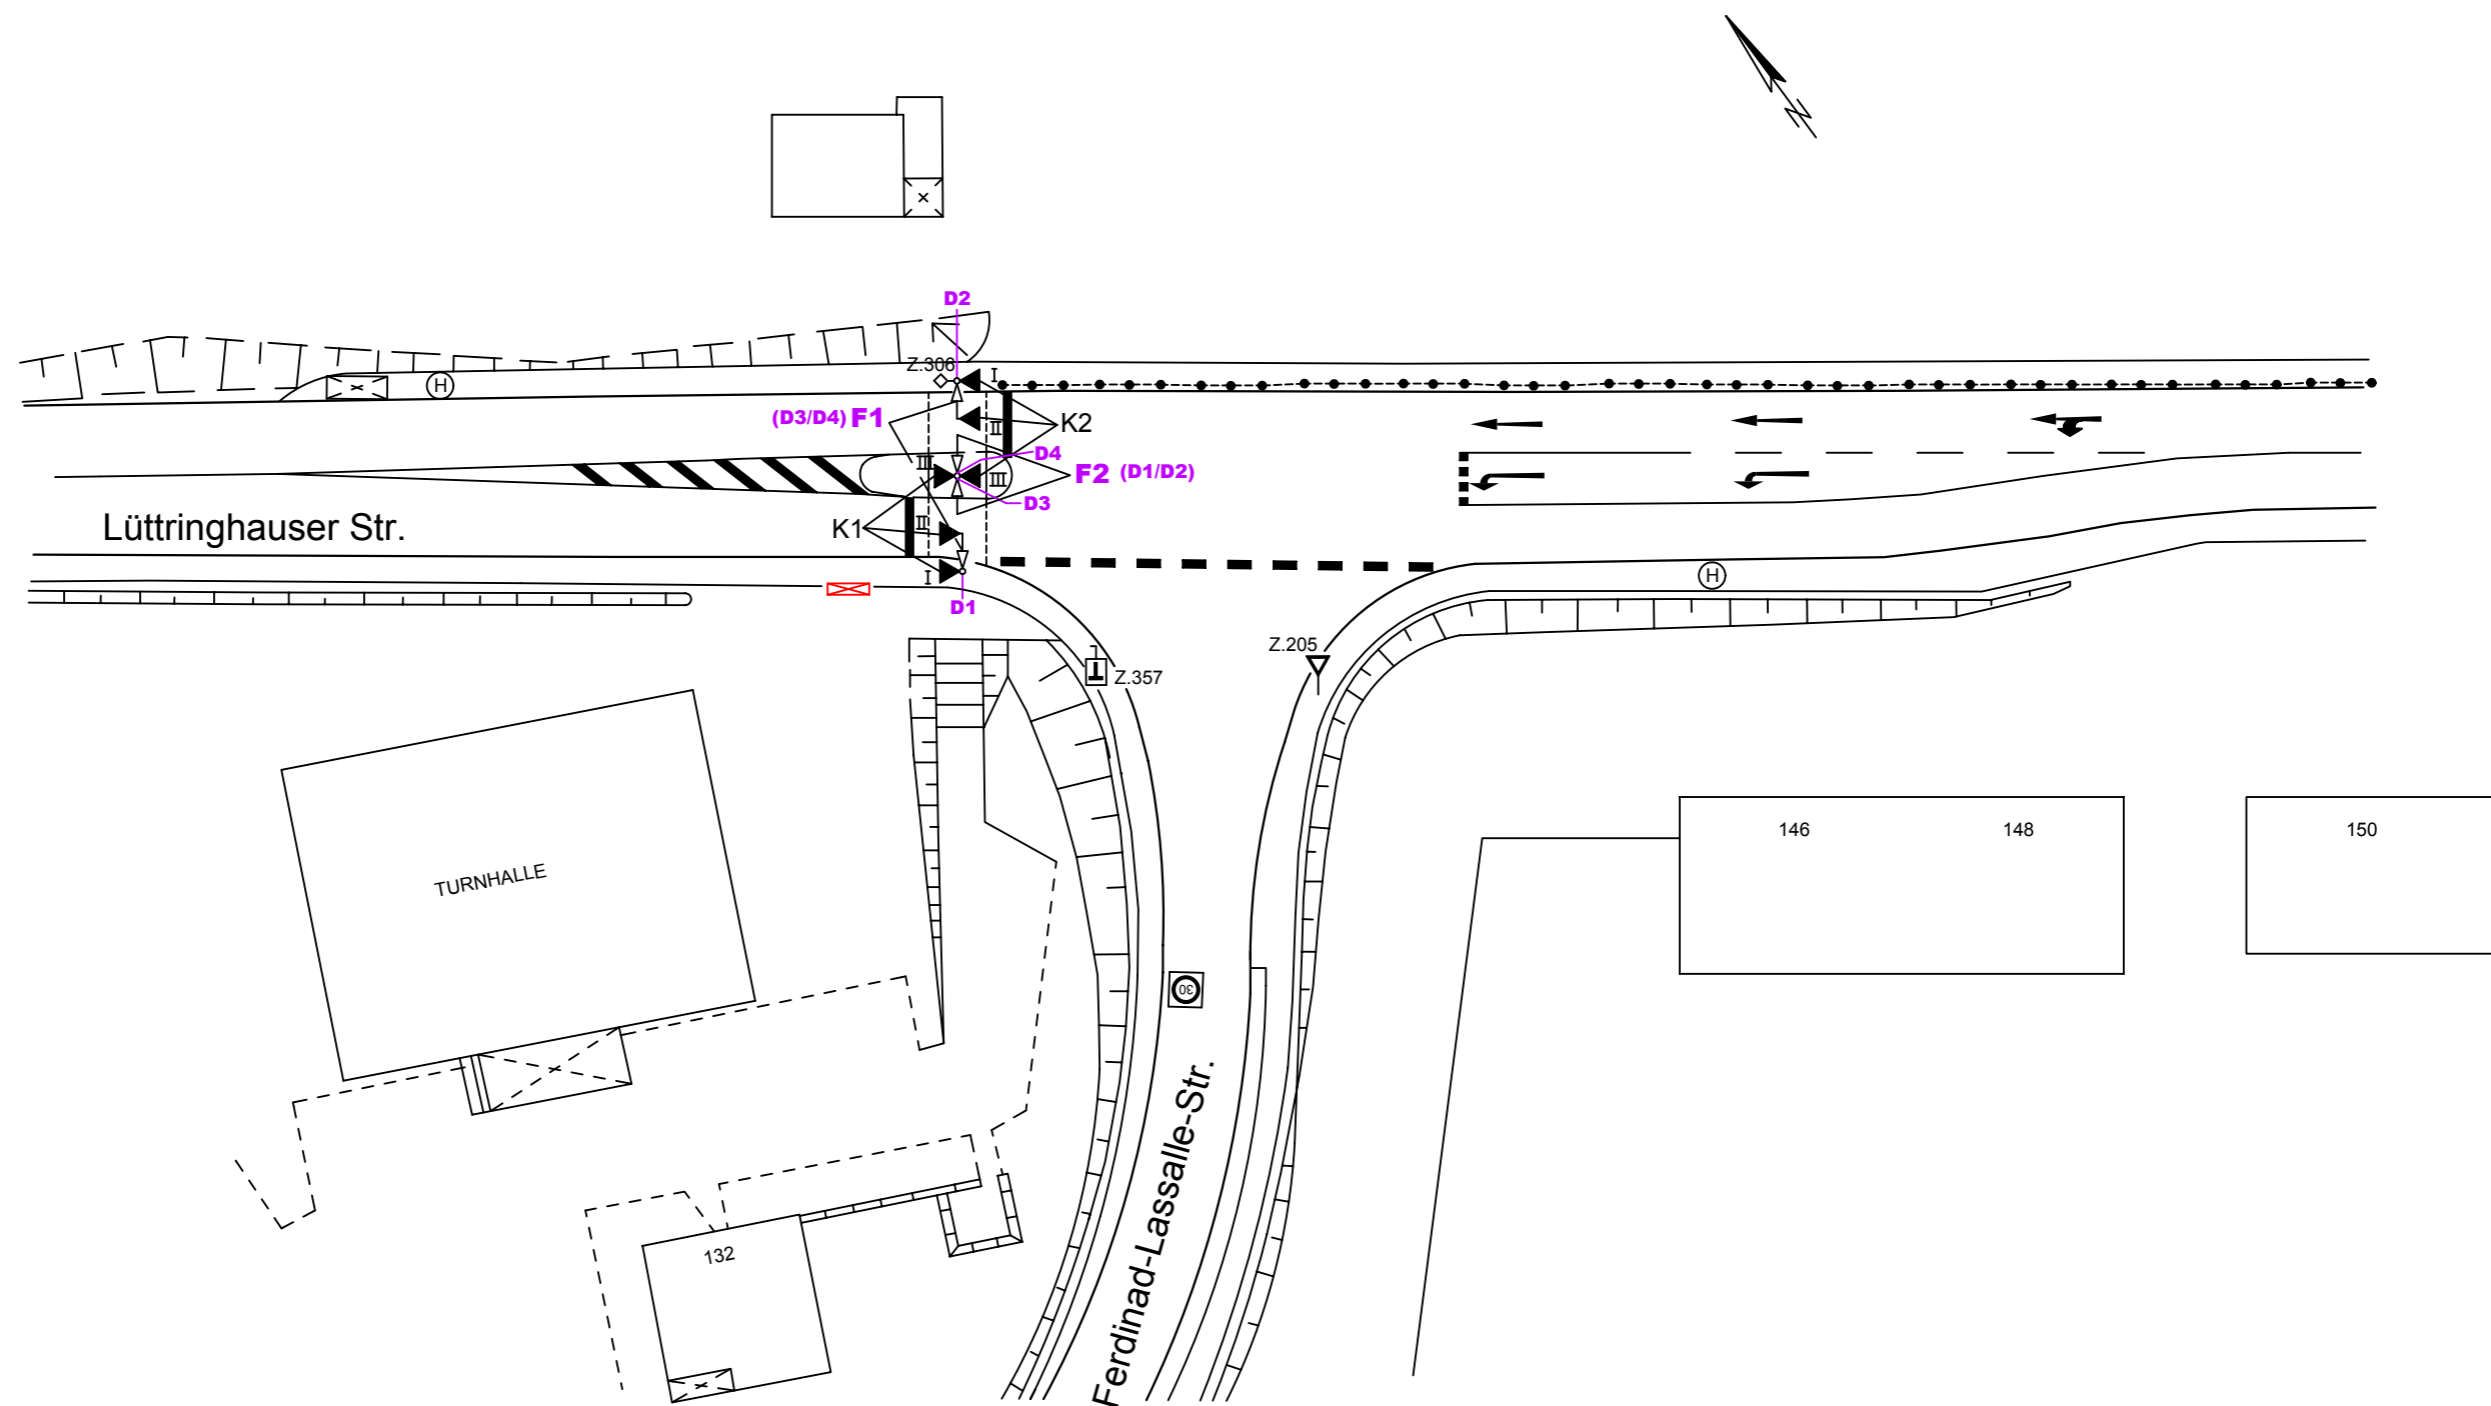 D2
Z.306
H
I
(D3/D4) F1
K2
II
D4
III
III
F2 (D1/D2)
D3
Lüttringhauser Str.
K1
II
I
H
D1
Z.205
Z.357
146
148
150
TURNHALLE
30
Ferdinad-Lassalle-Str.
132